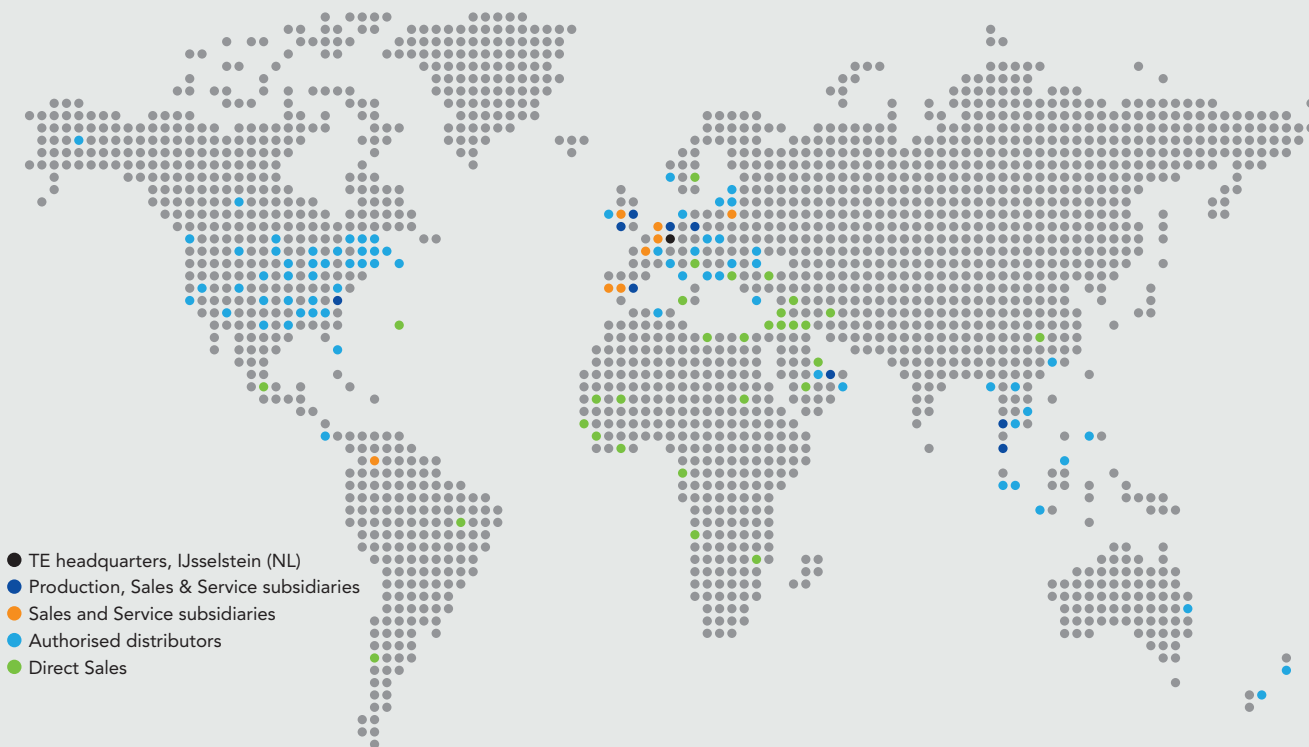 TE headquarters, IJsselstein (NL)
Production, Sales & Service subsidiaries
Sales and Service subsidiaries
Authorised distributors
Direct Sales